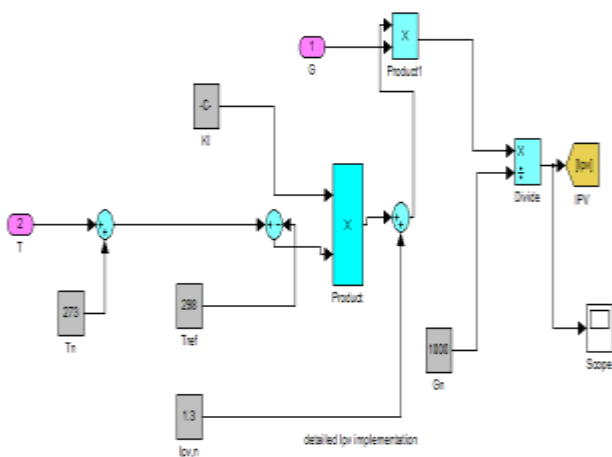 1
G
X
Product1
-C-
KI
X
÷
Divide
[Ipv]
IPV
2
T
X
Product
273
Tn
298
Tref
1000
Gn
Scope
1.3
Ipv,n
detailed Ipv implementation